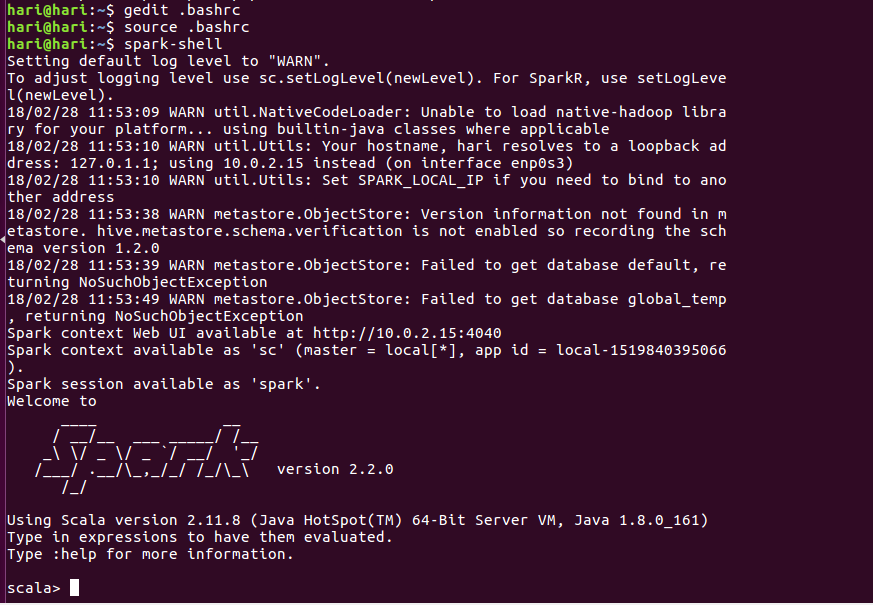 hari@hari:~$ gedit .bashrc
hari@hari:~$ source .bashrc
hari@hari:~$ spark-shell
Setting default log level to "WARN".
To adjust logging level use sc.setLogLevel(newLevel). For SparkR, use setLogLeve
l(newLevel).
18/02/28 11:53:09 WARN util.NativeCodeLoader: Unable to load native-hadoop libra
ry for your platform... using builtin-java classes where applicable
18/02/28 11:53:10 WARN util.Utils: Your hostname, hari resolves to a loopback ad
dress: 127.0.1.1; using 10.0.2.15 instead (on interface enp0s3)
18/02/28 11:53:10 WARN util.Utils: Set SPARK_LOCAL_IP if you need to bind to ano
ther address
18/02/28 11:53:38 WARN metastore.ObjectStore: Version information not found in m
etastore. hive.metastore.schema.verification is not enabled so recording the sch
ema version 1.2.0
18/02/28 11:53:39 WARN metastore.ObjectStore: Failed to get database default, re
turning NoSuchObjectException
18/02/28 11:53:49 WARN metastore.ObjectStore: Failed to get database global_temp
, returning NoSuchObjectException
Spark context Web UI available at http://10.0.2.15:4040
Spark context available as 'sc' (master = local[*], app id = local-1519840395066
).
Spark session available as 'spark'.
Welcome to
      ____              __
     / __/__  ___ _____/ /__
    _\ \/ _ \/ _ `/ __/  '_/
   /___/ .__/\_,_/_/ /_/\_\   version 2.2.0
      /_/
Using Scala version 2.11.8 (Java HotSpot(TM) 64-Bit Server VM, Java 1.8.0_161)
Type in expressions to have them evaluated.
Type :help for more information.
scala>